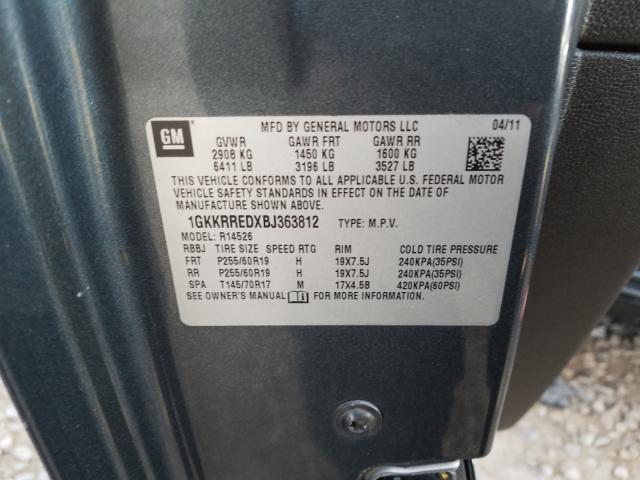 GM
MFD BY GENERAL MOTORS LLC 04/11
GVWR GAWR FRT GAWR RR
2908 KG 1450 KG 1600 KG
6411 LB 3196 LB 3527 LB
THIS VEHICLE CONFORMS TO ALL APPLICABLE U.S. FEDERAL MOTOR
VEHICLE SAFETY STANDARDS IN EFFECT ON THE DATE OF
MANUFACTURE SHOWN ABOVE.
1GKKRREDXBJ363812 TYPE: M.P.V.
MODEL: R14526
RBBJ TIRE SIZE SPEED RTG RIM COLD TIRE PRESSURE
FRT P255/60R19 H 19X7.5J 240KPA(35PSI)
RR P255/60R19 H 19X7.5J 240KPA(35PSI)
SPA T145/70R17 M 17X4.5B 420KPA(60PSI)
SEE OWNER'S MANUAL FOR MORE INFORMATION.